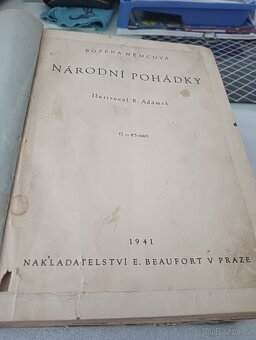 BOŽENA NĚMCOVÁ
NÁRODNÍ POHÁDKY
Ilustroval R. Adámek
1941
NAKLADATELSTVÍ E. BEAUFORT V PRAZE